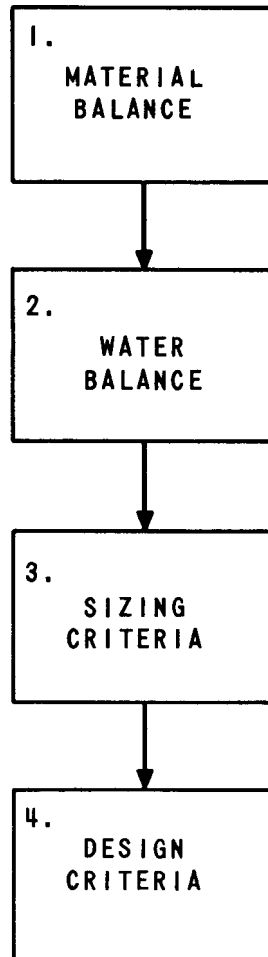 1.
MATERIAL
BALANCE
2.
WATER
BALANCE
3.
SIZING
CRITERIA
4.
DESIGN
CRITERIA